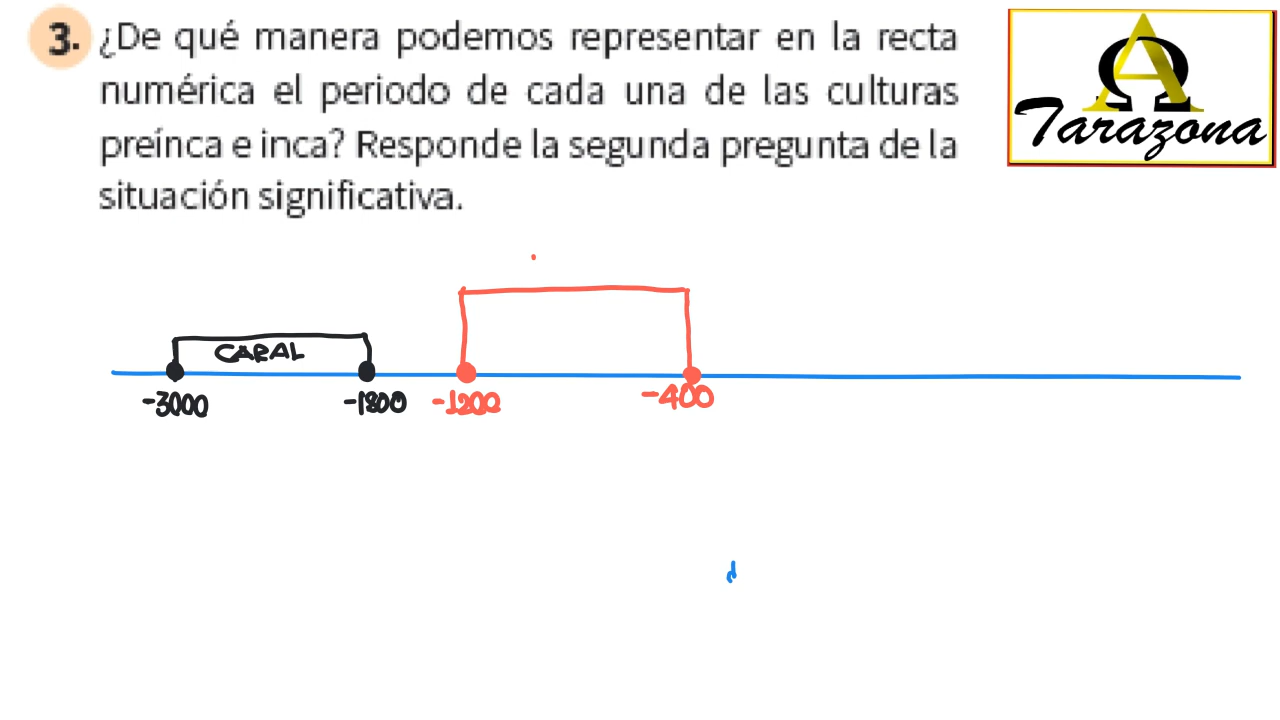 3. ¿De qué manera podemos representar en la recta
numérica el periodo de cada una de las culturas
preínca e inca? Responde la segunda pregunta de la
situación significativa.
Tarazona
CARAL
-3000 -1800 -1200 -400